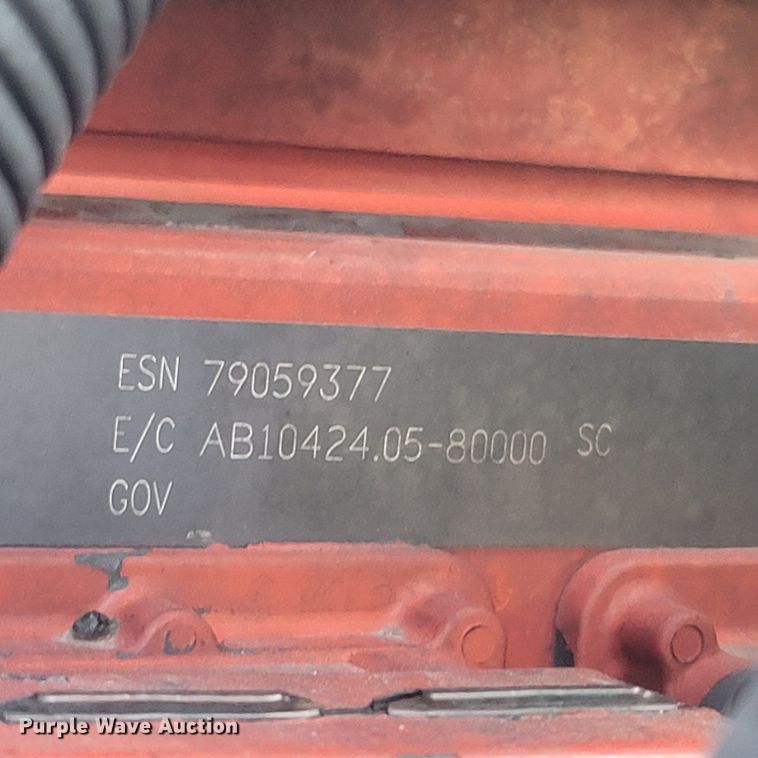 ESN 79059377
E/C AB10424.05-80000 SC
GOV
Purple Wave Auction